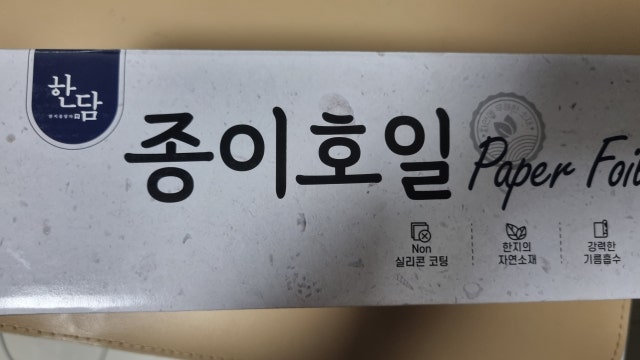 한담
종이호일
Paper Foil
Non
실리콘 코팅
한지의
자연소재
강력한
기름흡수